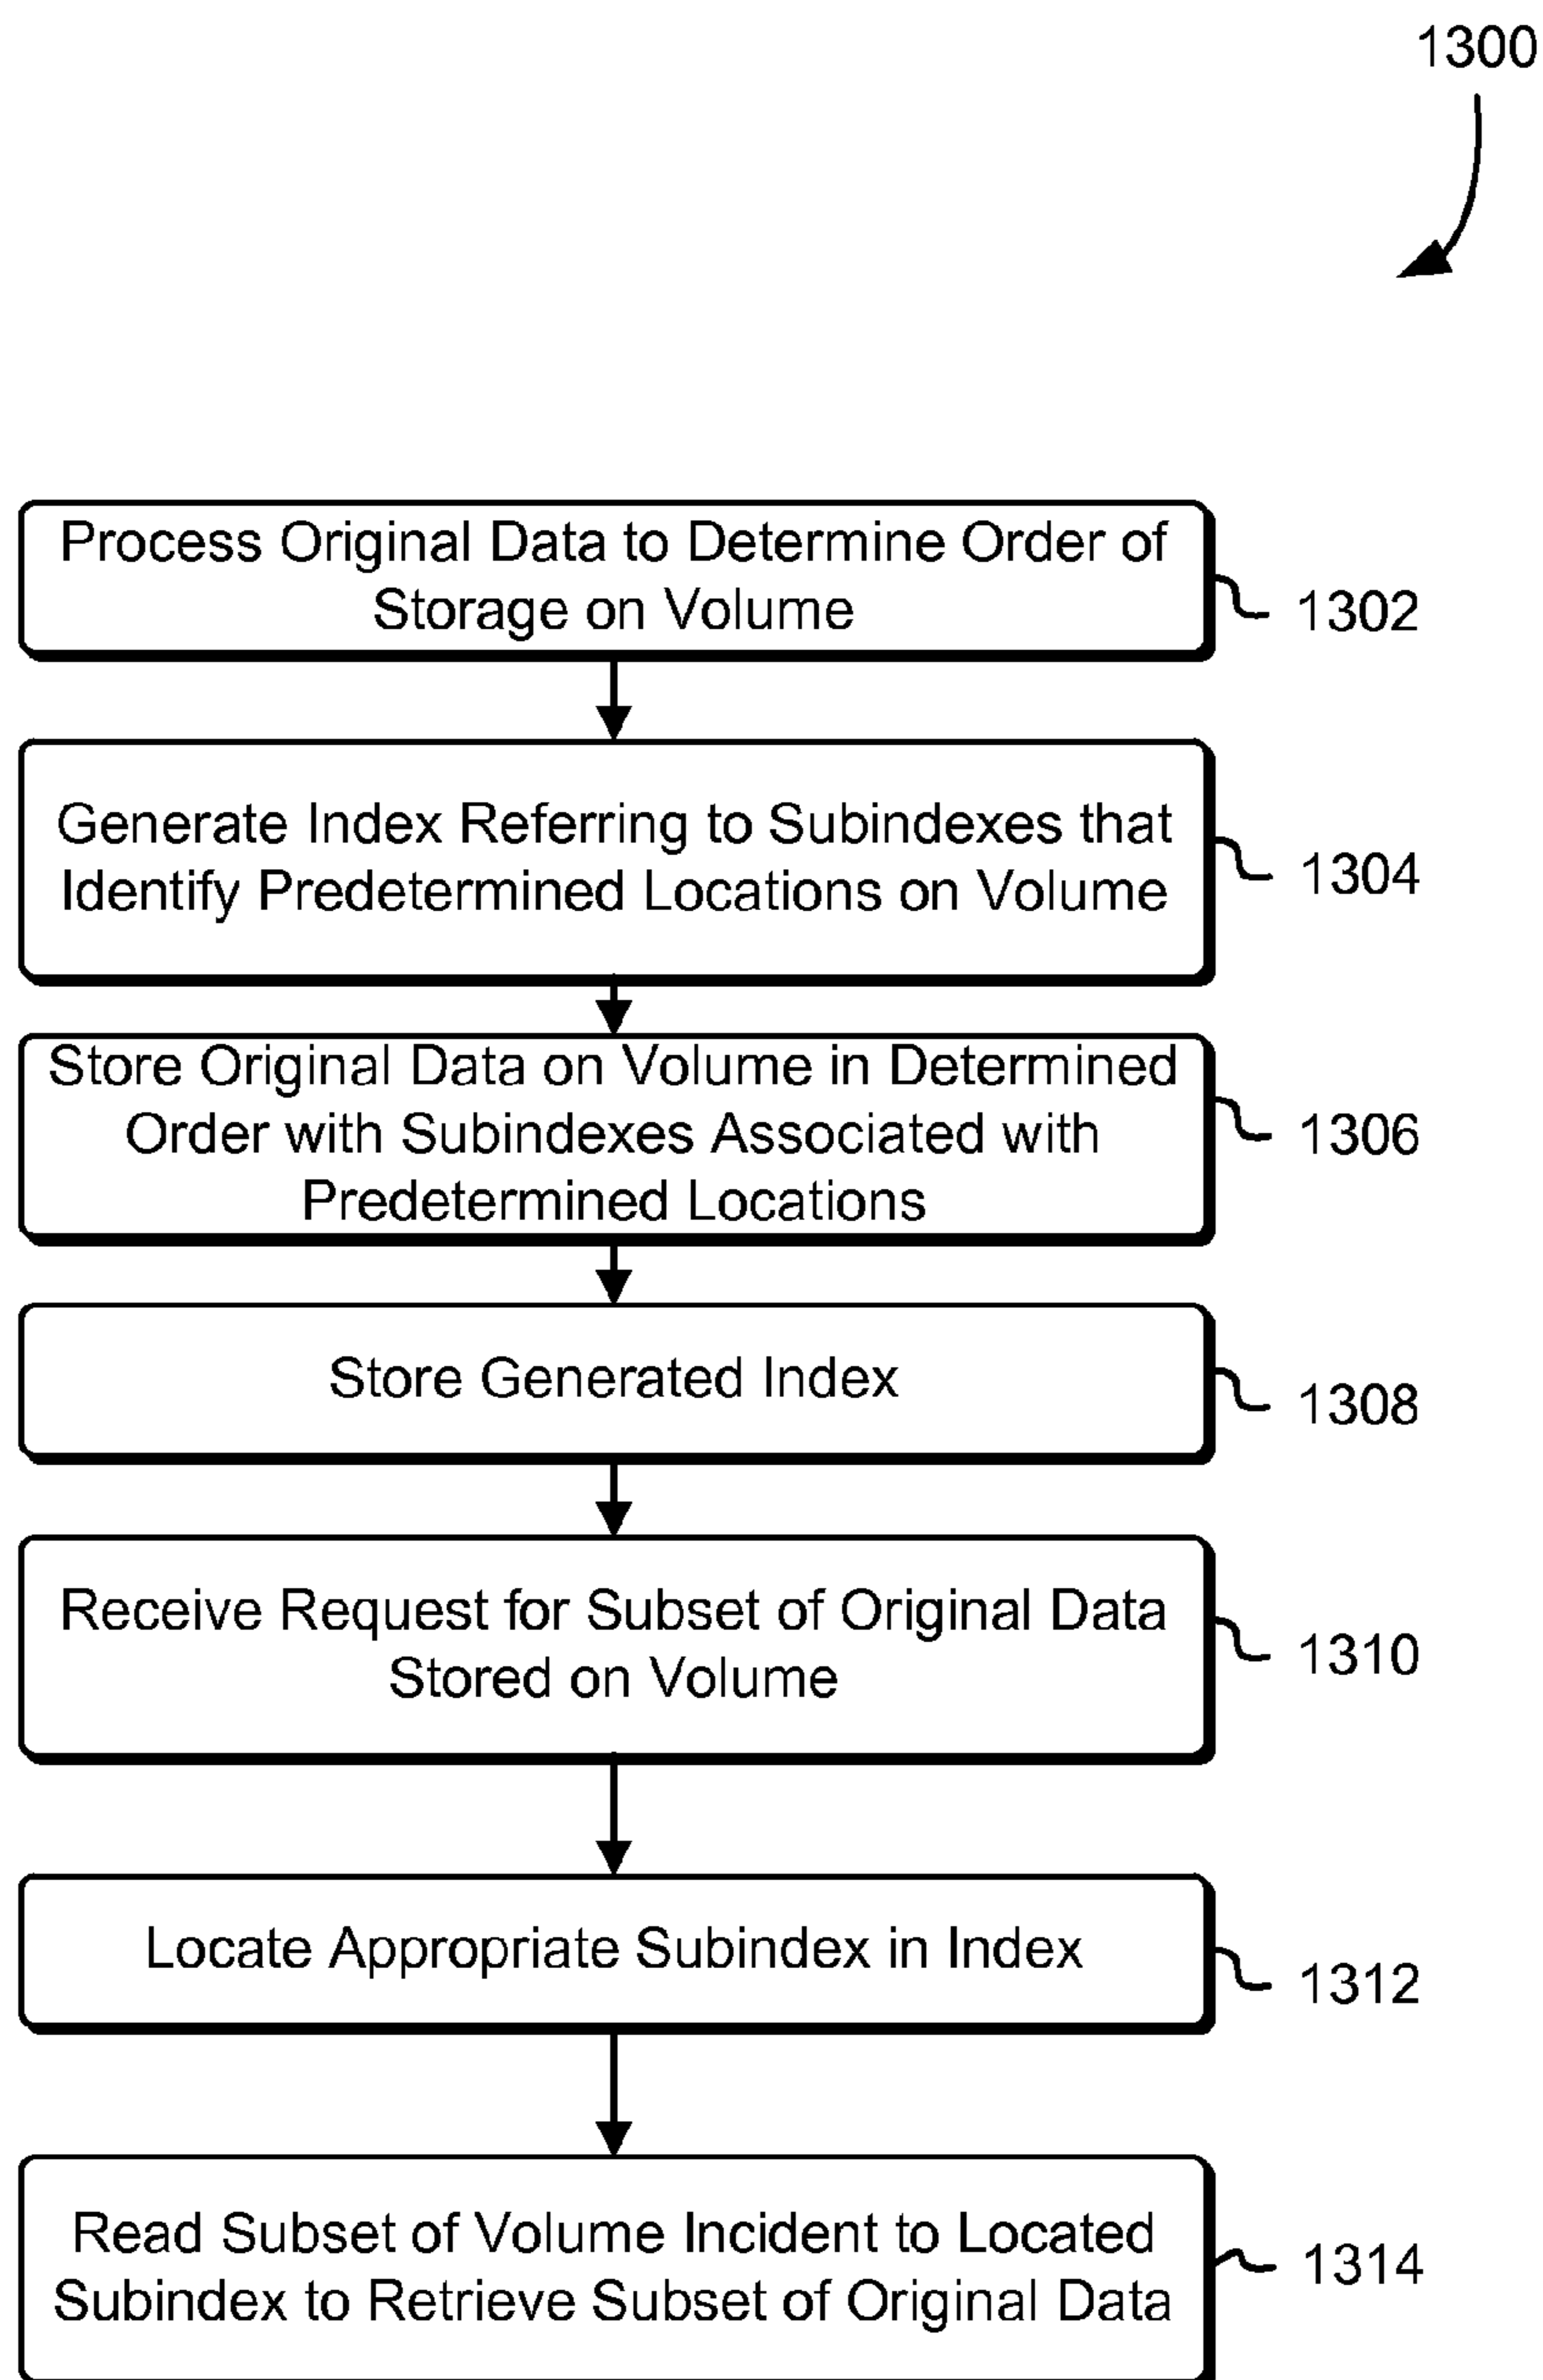 1300
Process Original Data to Determine Order of
Storage on Volume
1302
Generate Index Referring to Subindexes that
Identify Predetermined Locations on Volume
1304
Store Original Data on Volume in Determined
Order with Subindexes Associated with
Predetermined Locations
1306
Store Generated Index
1308
Receive Request for Subset of Original Data
Stored on Volume
1310
Locate Appropriate Subindex in Index
1312
Read Subset of Volume Incident to Located
Subindex to Retrieve Subset of Original Data
1314